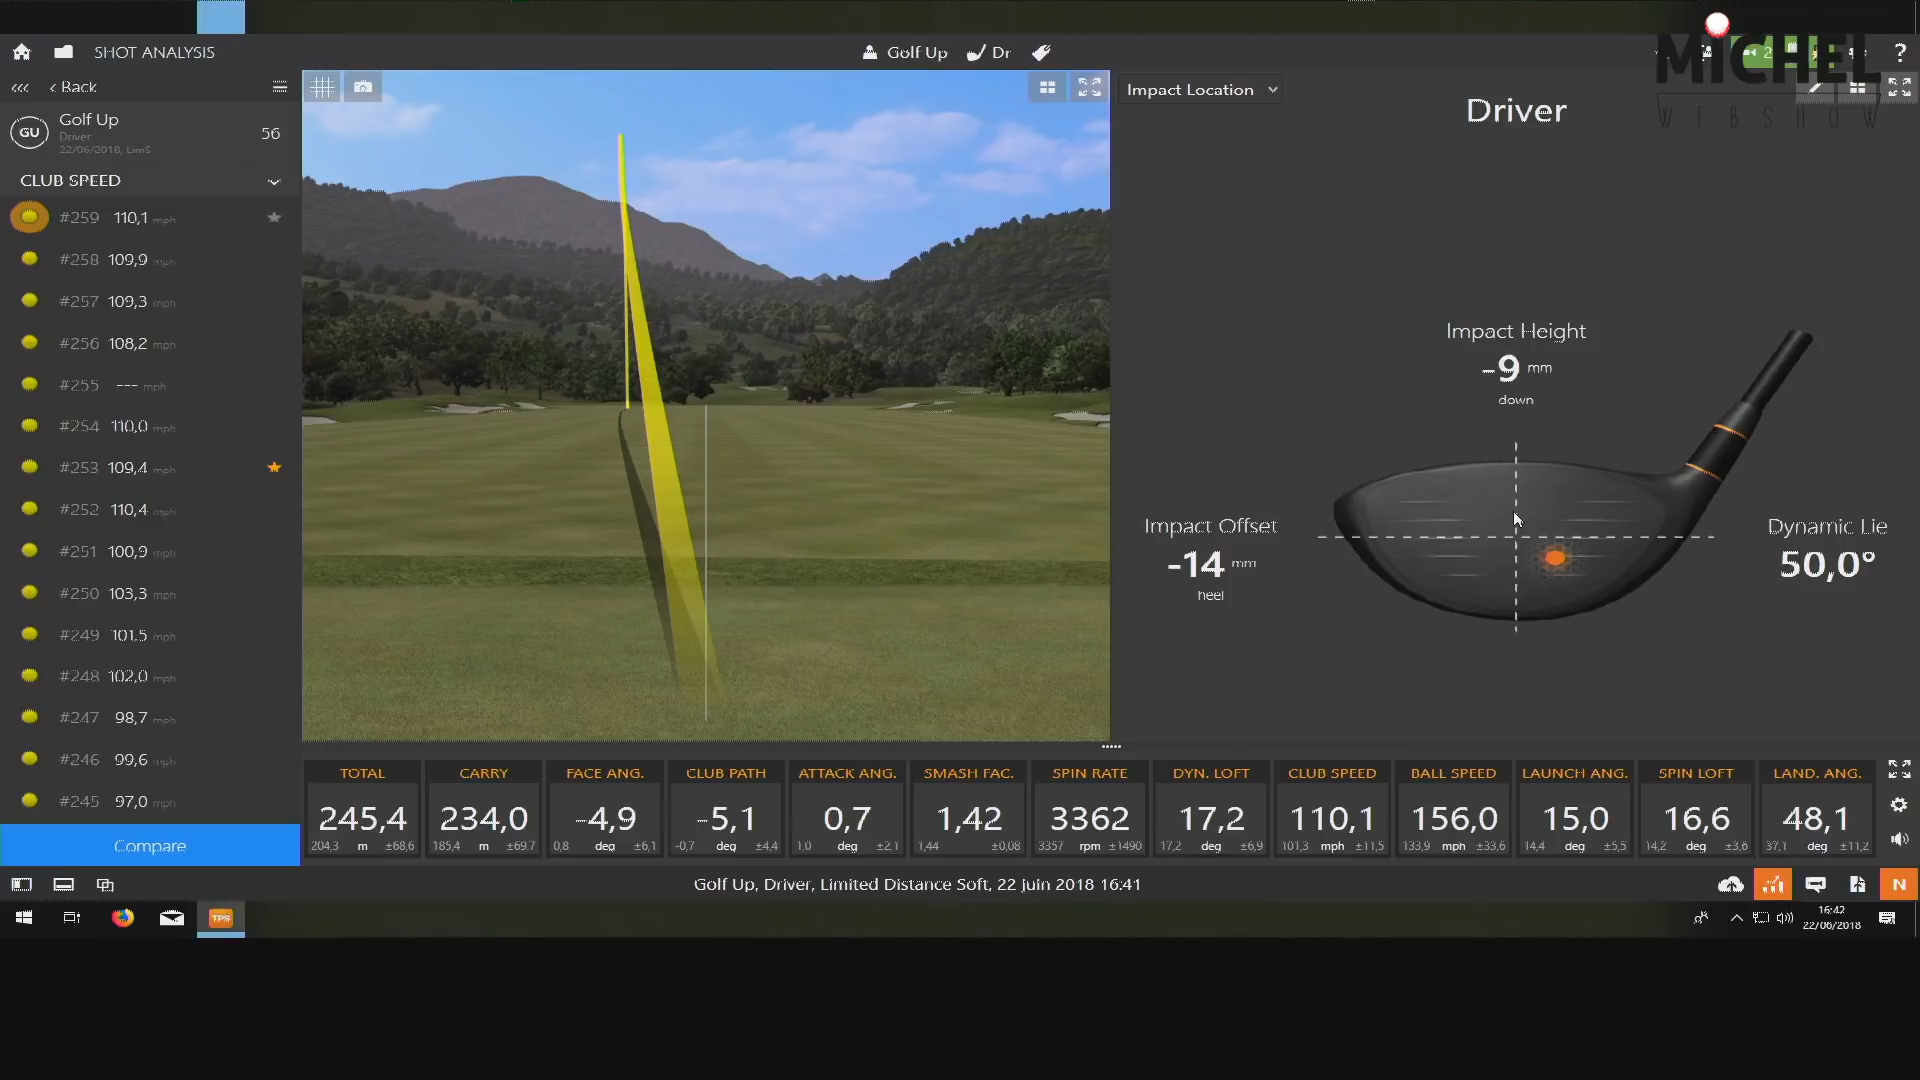 SHOT ANALYSIS
Golf Up Dr
?
MiCHEL
WEBSHOW
< Back
GU Golf Up
Driver
22/06/2018, LimS
56
CLUB SPEED
#259 110,1 mph
#258 109,9 mph
#257 109,3 mph
#256 108,2 mph
#255 --- mph
#254 110,0 mph
#253 109,4 mph
#252 110,4 mph
#251 100,9 mph
#250 103,3 mph
#249 101,5 mph
#248 102,0 mph
#247 98,7 mph
#246 99,6 mph
#245 97,0 mph
Compare
Impact Location
Driver
Impact Height
-9 mm
down
Impact Offset
-14 mm
heel
Dynamic Lie
50,0°
TOTAL CARRY FACE ANG. CLUB PATH ATTACK ANG. SMASH FAC. SPIN RATE DYN. LOFT CLUB SPEED BALL SPEED LAUNCH ANG. SPIN LOFT LAND. ANG.
245,4 234,0 -4,9 -5,1 0,7 1,42 3362 17,2 110,1 156,0 15,0 16,6 48,1
204,3 m ±68,6 185,4 m ±69,7 0,8 deg ±6,1 -0,7 deg ±4,4 1,0 deg ±2,1 1,44 ±0,08 3357 rpm ±1490 17,2 deg ±6,9 101,3 mph ±11,5 133,9 mph ±33,6 14,4 deg ±5,5 14,2 deg ±3,6 37,1 deg ±11,2
Golf Up, Driver, Limited Distance Soft, 22 juin 2018 16:41
N
TPS
16:42
22/06/2018